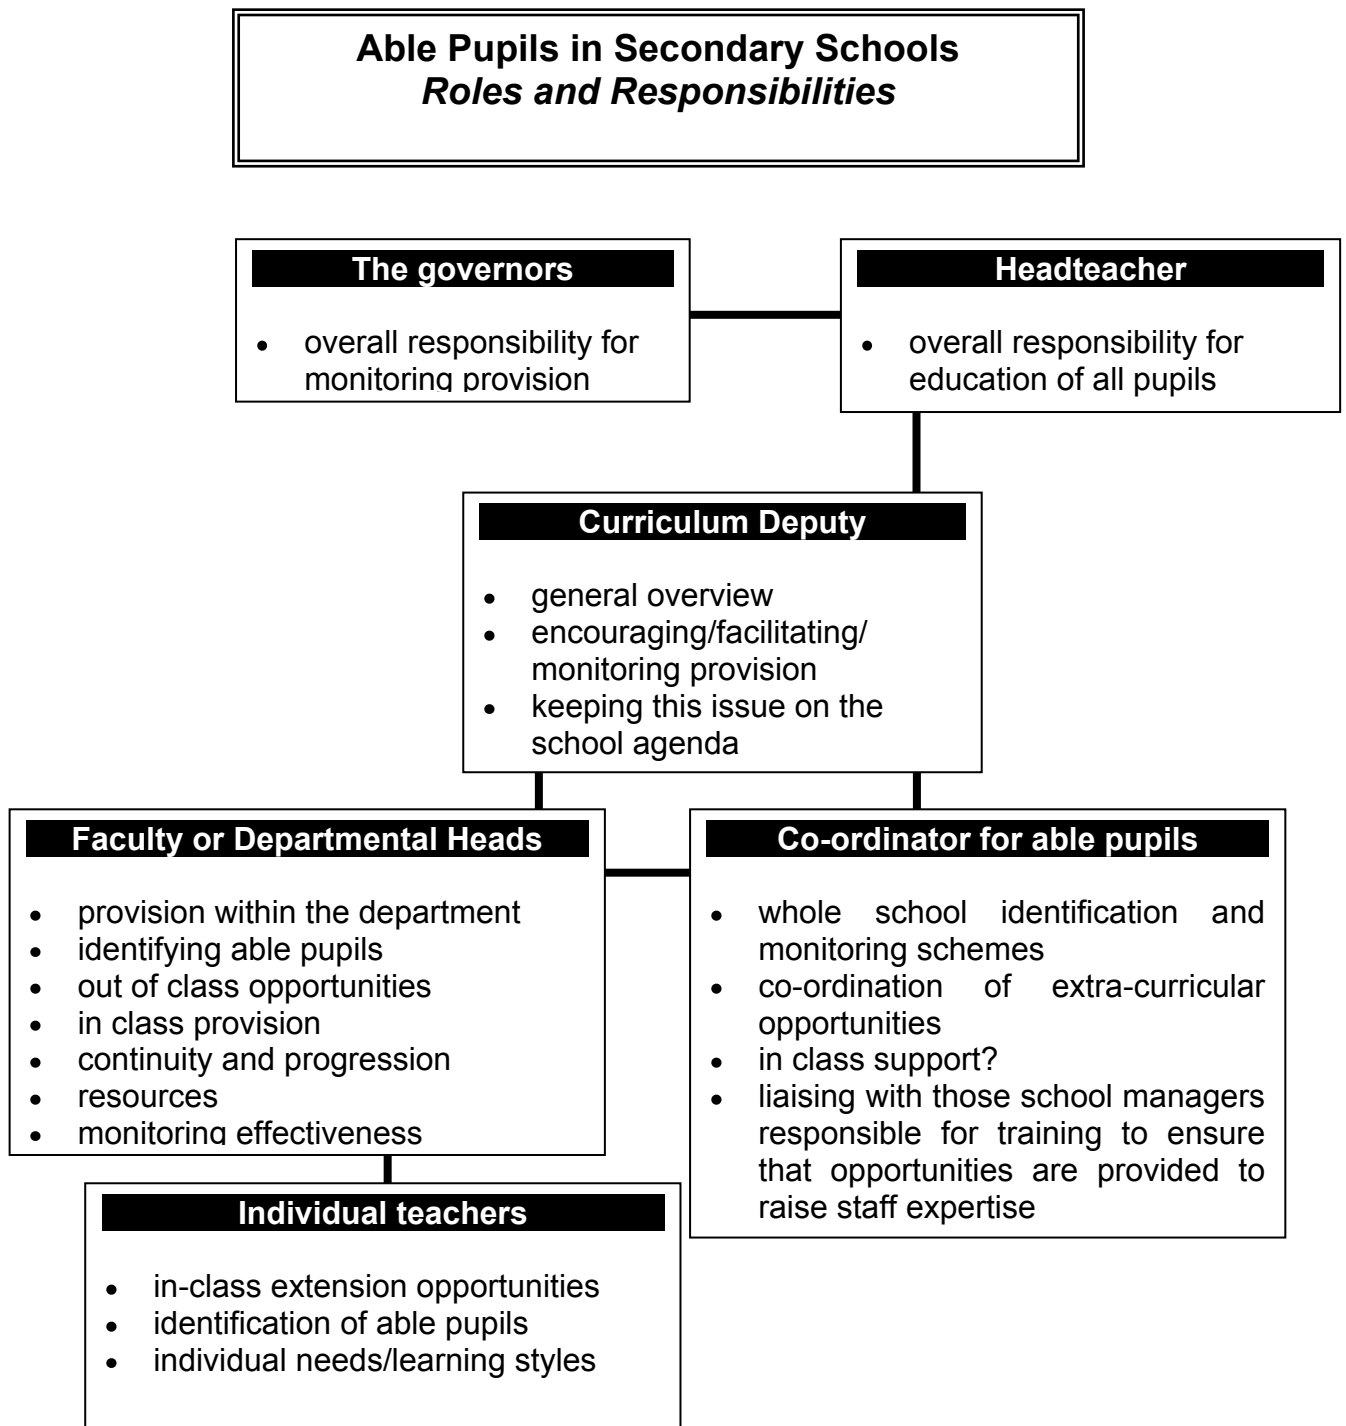 Able Pupils in Secondary Schools
Roles and Responsibilities
The governors
• overall responsibility for
monitoring provision
Headteacher
• overall responsibility for
education of all pupils
Curriculum Deputy
• general overview
• encouraging/facilitating/
monitoring provision
• keeping this issue on the
school agenda
Faculty or Departmental Heads
• provision within the department
• identifying able pupils
• out of class opportunities
• in class provision
• continuity and progression
• resources
• monitoring effectiveness
Co-ordinator for able pupils
• whole school identification and
monitoring schemes
• co-ordination of extra-curricular
opportunities
• in class support?
• liaising with those school managers
responsible for training to ensure
that opportunities are provided to
raise staff expertise
Individual teachers
• in-class extension opportunities
• identification of able pupils
• individual needs/learning styles